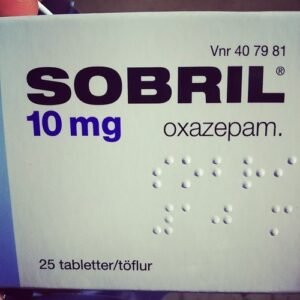 Vnr 40 79 81
SOBRIL®
10 mg oxazepam.
25 tabletter/töflur